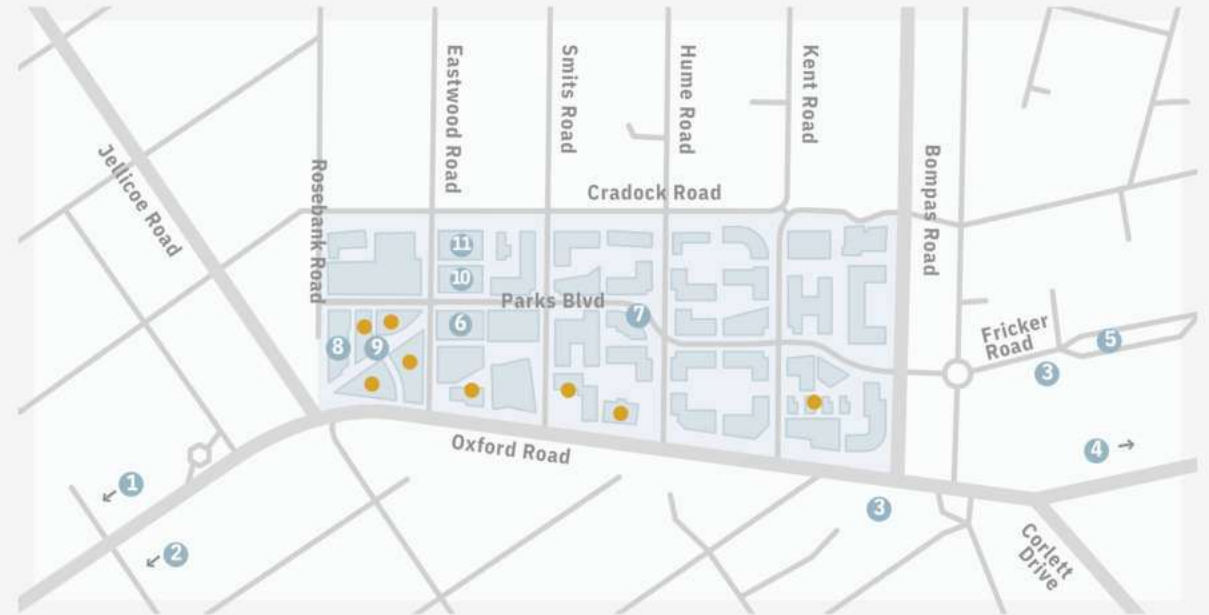 Jellicoe Road
Rosebank Road
Eastwood Road
Smits Road
Hume Road
Kent Road
Bompas Road
Cradock Road
11
10
Parks Blvd
6
7
8
9
Fricker
Road
5
3
4 →
Oxford Road
← 1
← 2
3
Corlett
Drive